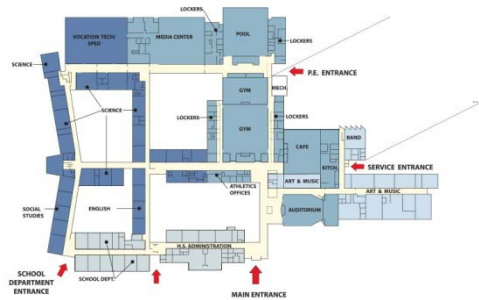 LOCKERS
VOCATION TECH/
SPED
MEDIA CENTER
POOL
LOCKERS
SCIENCE
P.E. ENTRANCE
MECH.
GYM
SCIENCE
LOCKERS
GYM
LOCKERS
BAND
CAFE
KITCH.
SERVICE ENTRANCE
ART & MUSIC
ATHLETICS
OFFICES
ART & MUSIC
SOCIAL
STUDIES
ENGLISH
AUDITORIUM
H.S. ADMINISTRATION
SCHOOL
DEPARTMENT
ENTRANCE
SCHOOL DEPT.
MAIN ENTRANCE